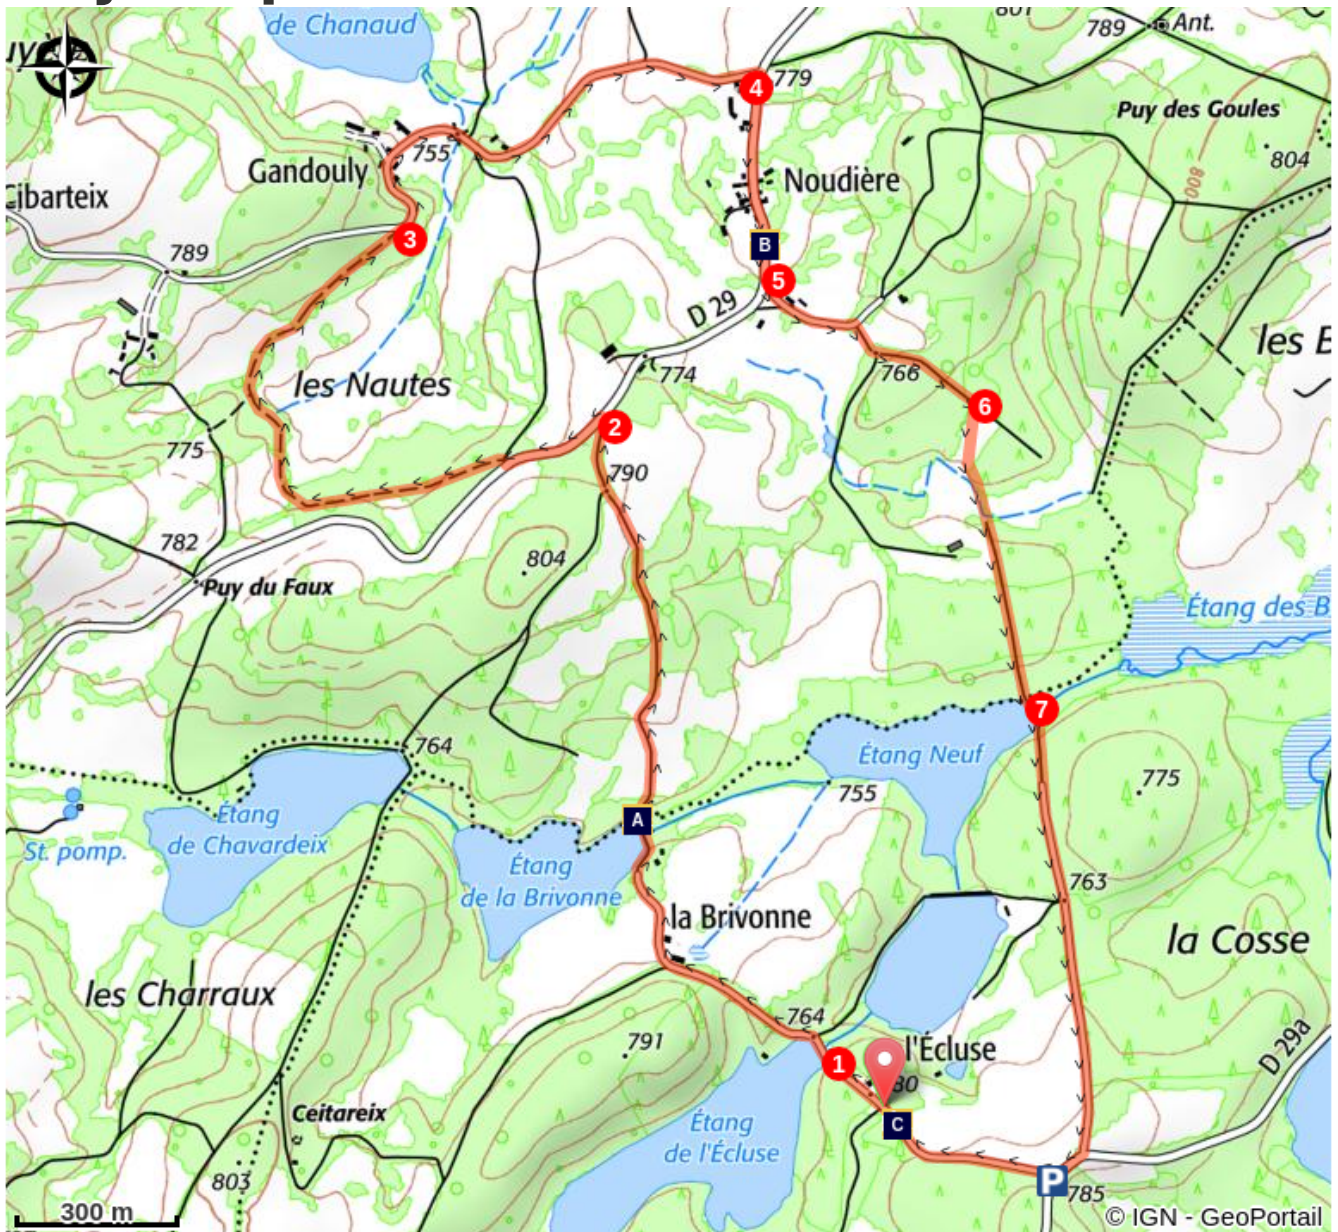 de Chanaud
789
Ant.
Puy des Goules
804
800
755
4
779
Gandouly
Noudière
Cibarteix
3
789
B
5
D 29
les B
774
766
les Nautes
6
2
775
790
782
804
Puy du Faux
Étang des B
7
764
Étang Neuf
775
755
Étang
de Chavardeix
A
St. pomp.
Étang
de la Brivonne
763
la Brivonne
la Cosse
les Charraux
764
791
1
l'Écluse
80
D 29a
Ceitareix
C
Étang
de l'Écluse
803
P
785
300 m
© IGN - GeoPortail